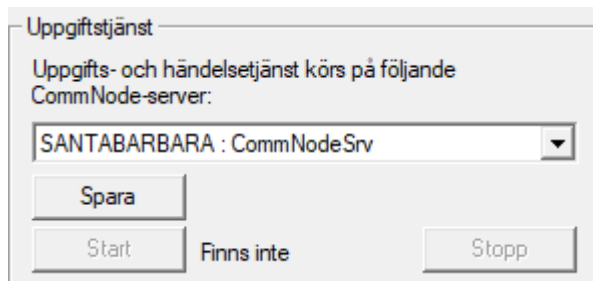 Uppgiftstjänst
Uppgifts- och händelsetjänst körs på följande
CommNode-server:
SANTABARBARA : CommNodeSrv
Spara
Start Finns inte Stopp